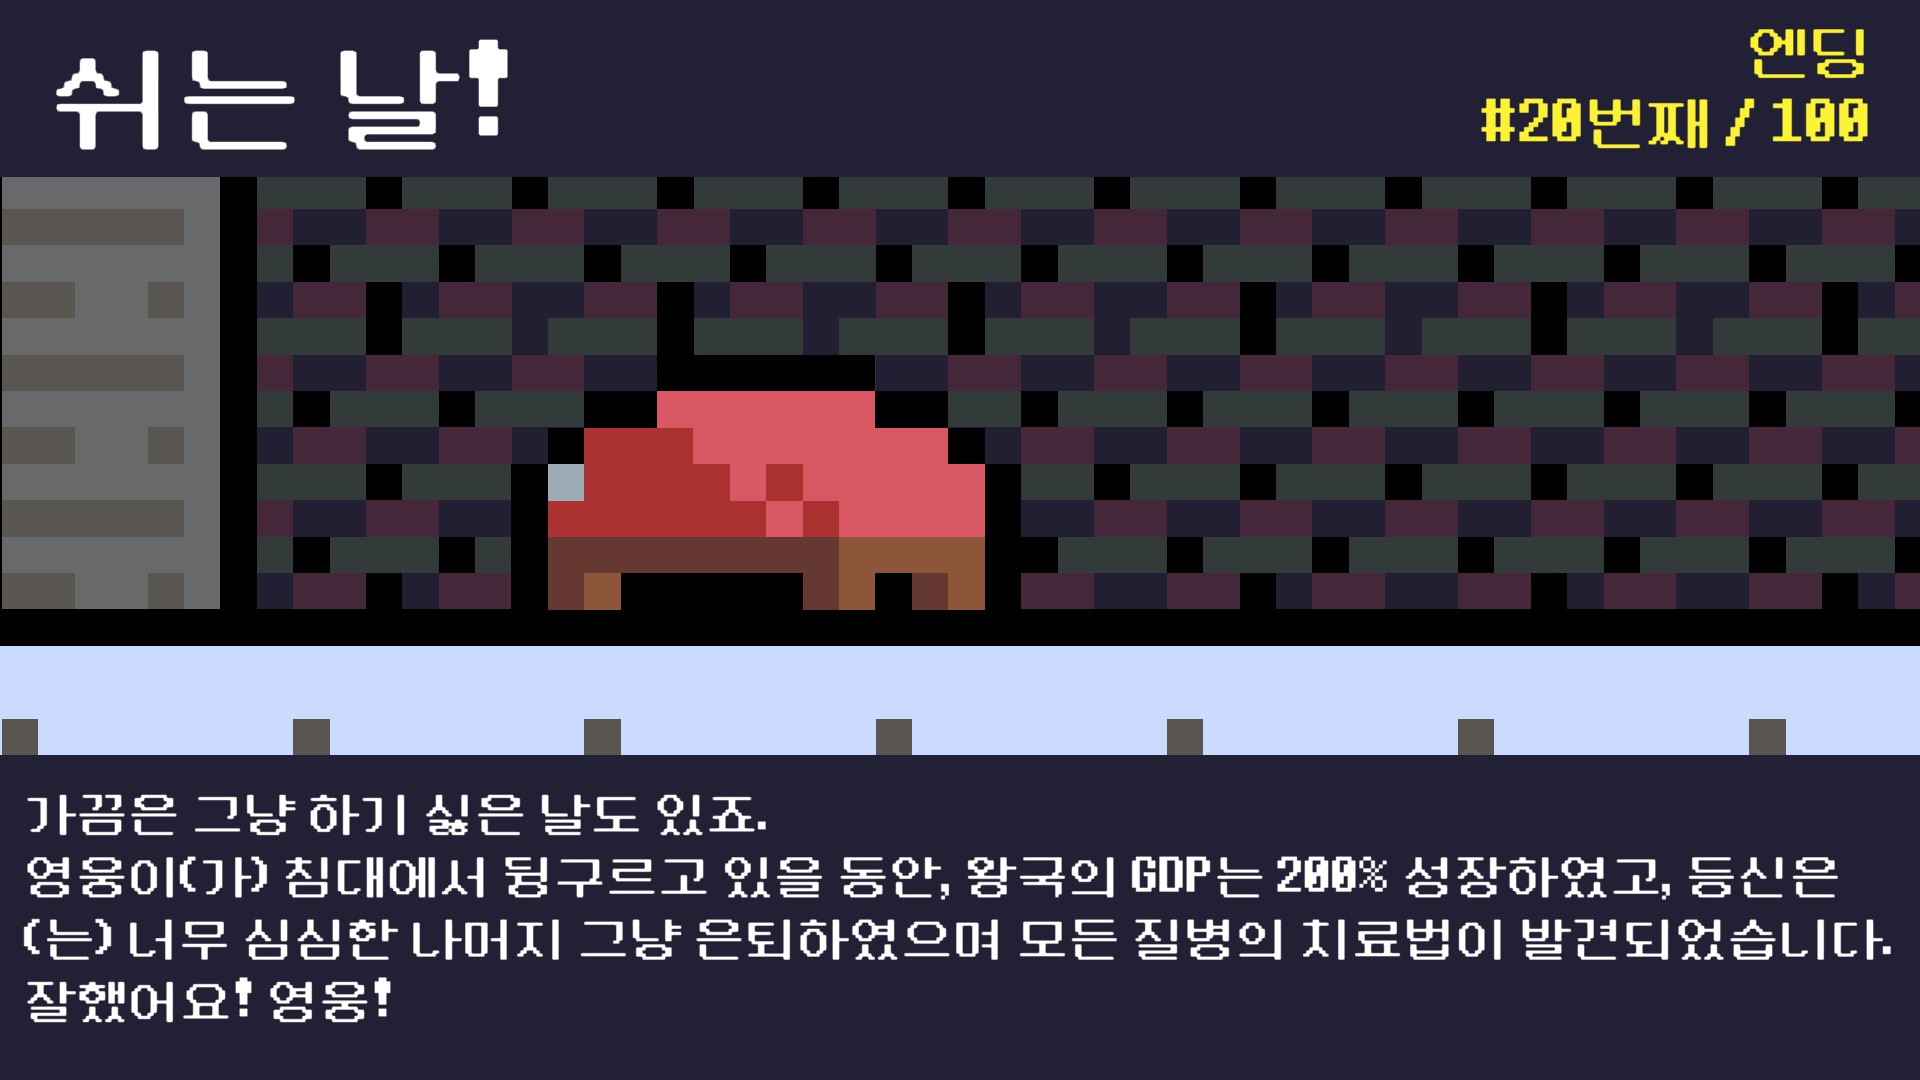 쉬는 날!
엔딩
#20번째 / 100
가끔은 그냥 하기 싫은 날도 있죠.
영웅이(가) 침대에서 뒹구르고 있을 동안, 왕국의 GDP는 200% 성장하였고, 등신은
(는) 너무 심심한 나머지 그냥 은퇴하였으며 모든 질병의 치료법이 발견되었습니다.
잘했어요! 영웅!